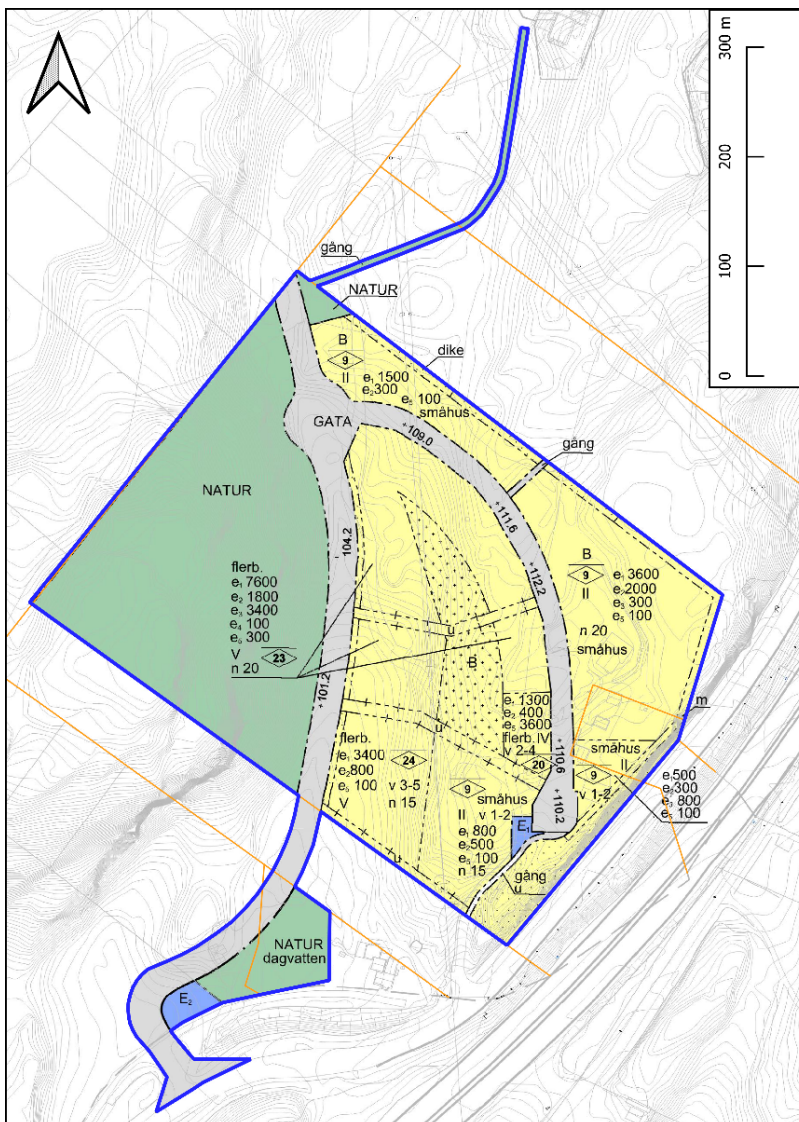 300 m
200
100
0
gång
NATUR
dike
B
9
II
e₁ 1500
e₂ 300
e₅ 100
småhus
GATA
+109.0
gång
NATUR
104.2
+111.6
+112.2
B
9
II
e₁ 3600
e₂ 2000
e₃ 300
e₅ 100
n 20
småhus
flerb.
e₁ 7600
e₂ 1800
e₃ 3400
e₄ 100
e₅ 300
V
23
n 20
u
B
+101.2
m
e₁ 1300
e₂ 400
e₅ 3600
flerb. IV
v 2-4
20
+110.6
+110.2
u
flerb.
e₁ 3400
e₂ 800
e₅ 100
V
24
v 3-5
n 15
småhus
II
9
v 1-2
500
300
800
100
9
småhus
II v 1-2
e₁ 800
e₂ 500
e₅ 100
n 15
E₁
gång
u
u
NATUR
dagvatten
E₂